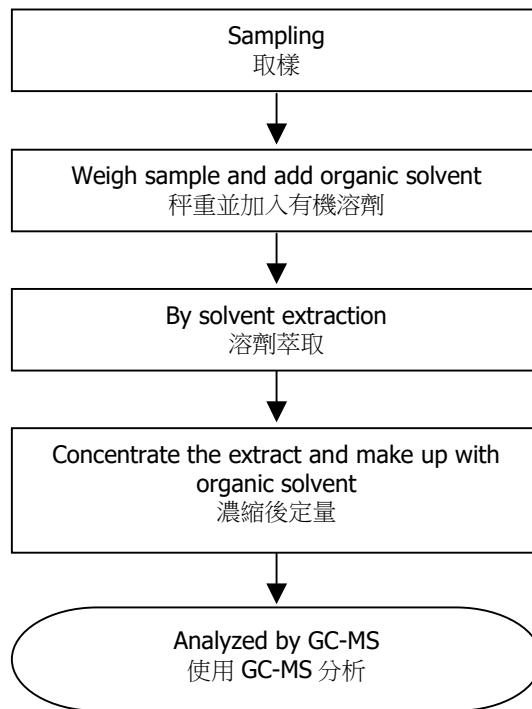 Sampling
取樣
Weigh sample and add organic solvent
秤重並加入有機溶劑
By solvent extraction
溶劑萃取
Concentrate the extract and make up with
organic solvent
濃縮後定量
Analyzed by GC-MS
使用 GC-MS 分析